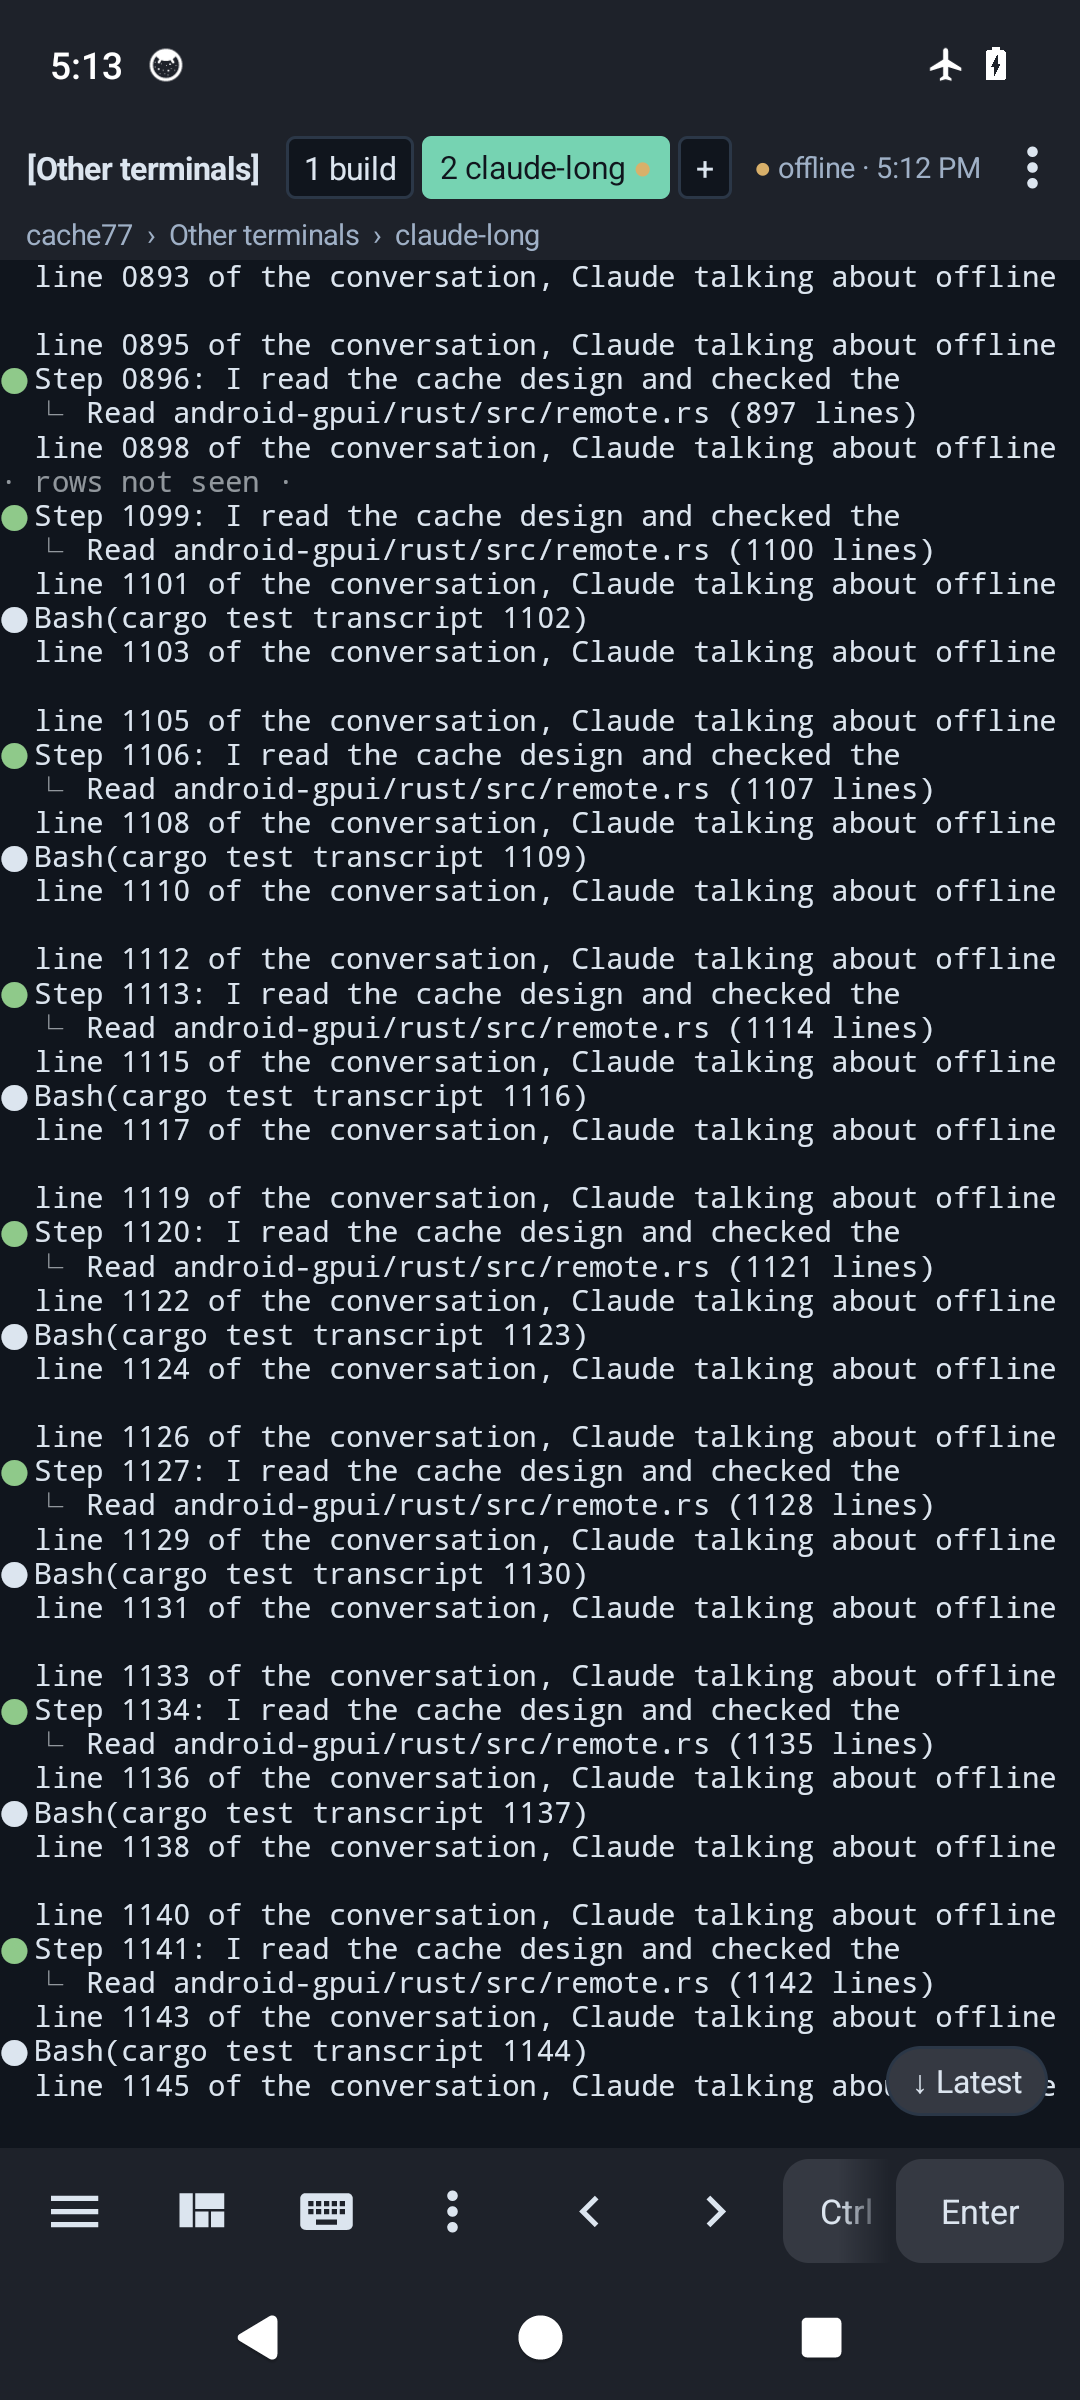 5:13
[Other terminals] 1 build 2 claude-long + offline · 5:12 PM
cache77 › Other terminals › claude-long
line 0893 of the conversation, Claude talking about offline
line 0895 of the conversation, Claude talking about offline
Step 0896: I read the cache design and checked the
└ Read android-gpui/rust/src/remote.rs (897 lines)
line 0898 of the conversation, Claude talking about offline
· rows not seen ·
Step 1099: I read the cache design and checked the
└ Read android-gpui/rust/src/remote.rs (1100 lines)
line 1101 of the conversation, Claude talking about offline
Bash(cargo test transcript 1102)
line 1103 of the conversation, Claude talking about offline
line 1105 of the conversation, Claude talking about offline
Step 1106: I read the cache design and checked the
└ Read android-gpui/rust/src/remote.rs (1107 lines)
line 1108 of the conversation, Claude talking about offline
Bash(cargo test transcript 1109)
line 1110 of the conversation, Claude talking about offline
line 1112 of the conversation, Claude talking about offline
Step 1113: I read the cache design and checked the
└ Read android-gpui/rust/src/remote.rs (1114 lines)
line 1115 of the conversation, Claude talking about offline
Bash(cargo test transcript 1116)
line 1117 of the conversation, Claude talking about offline
line 1119 of the conversation, Claude talking about offline
Step 1120: I read the cache design and checked the
└ Read android-gpui/rust/src/remote.rs (1121 lines)
line 1122 of the conversation, Claude talking about offline
Bash(cargo test transcript 1123)
line 1124 of the conversation, Claude talking about offline
line 1126 of the conversation, Claude talking about offline
Step 1127: I read the cache design and checked the
└ Read android-gpui/rust/src/remote.rs (1128 lines)
line 1129 of the conversation, Claude talking about offline
Bash(cargo test transcript 1130)
line 1131 of the conversation, Claude talking about offline
line 1133 of the conversation, Claude talking about offline
Step 1134: I read the cache design and checked the
└ Read android-gpui/rust/src/remote.rs (1135 lines)
line 1136 of the conversation, Claude talking about offline
Bash(cargo test transcript 1137)
line 1138 of the conversation, Claude talking about offline
line 1140 of the conversation, Claude talking about offline
Step 1141: I read the cache design and checked the
└ Read android-gpui/rust/src/remote.rs (1142 lines)
line 1143 of the conversation, Claude talking about offline
Bash(cargo test transcript 1144)
line 1145 of the conversation, Claude talking
↓ Latest
Ctrl Enter